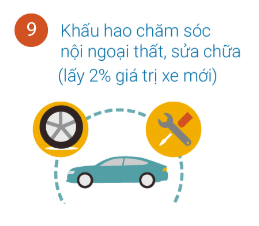 9
Khấu hao chăm sóc
nội ngoại thất, sửa chữa
(lấy 2% giá trị xe mới)